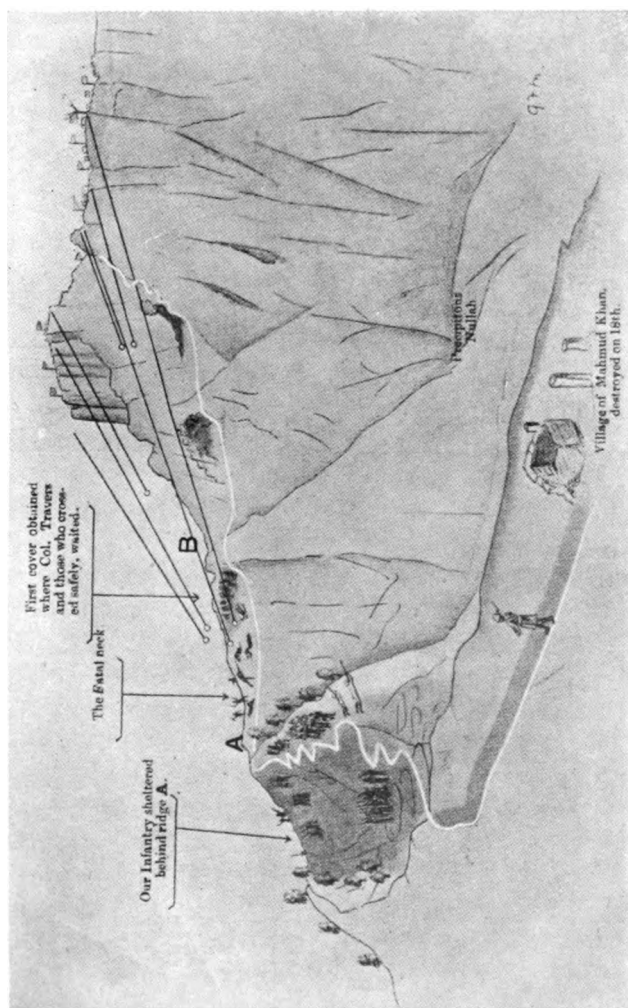 Our Infantry sheltered
behind ridge A.
The Fatal neck
First cover obtained
where Col. Travers
and those who cross-
ed safely, waited.
A
B
Precipitous
Nullah
Village of Mahmud Khan,
destroyed on 18th.